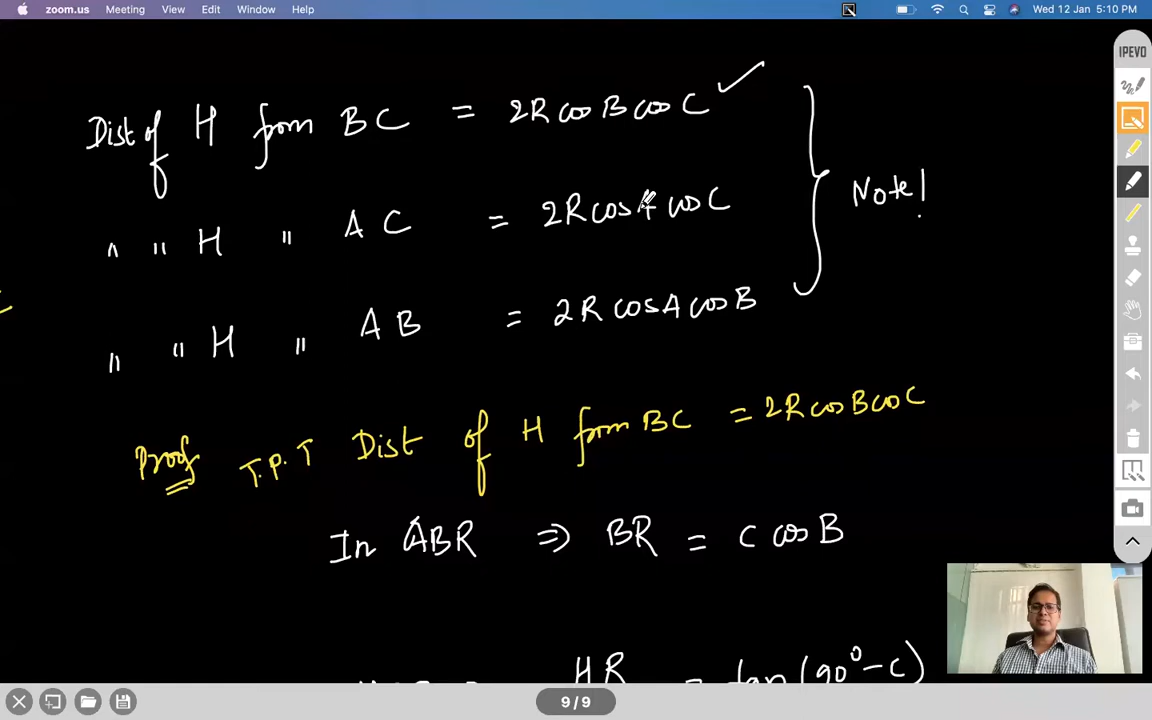 zoom.us Meeting View Edit Window Help Wed 12 Jan 5:10 PM
IPEVO
Dist of H from BC = 2R cos B cos C ✓
" " H " AC = 2R cos A cos C
Note!
" " H " AB = 2R cos A cos B
Proof T.P.T Dist of H from BC = 2R cos B cos C
In ABR ⇒ BR = c cos B
HR = tan (90° - C)
9/9